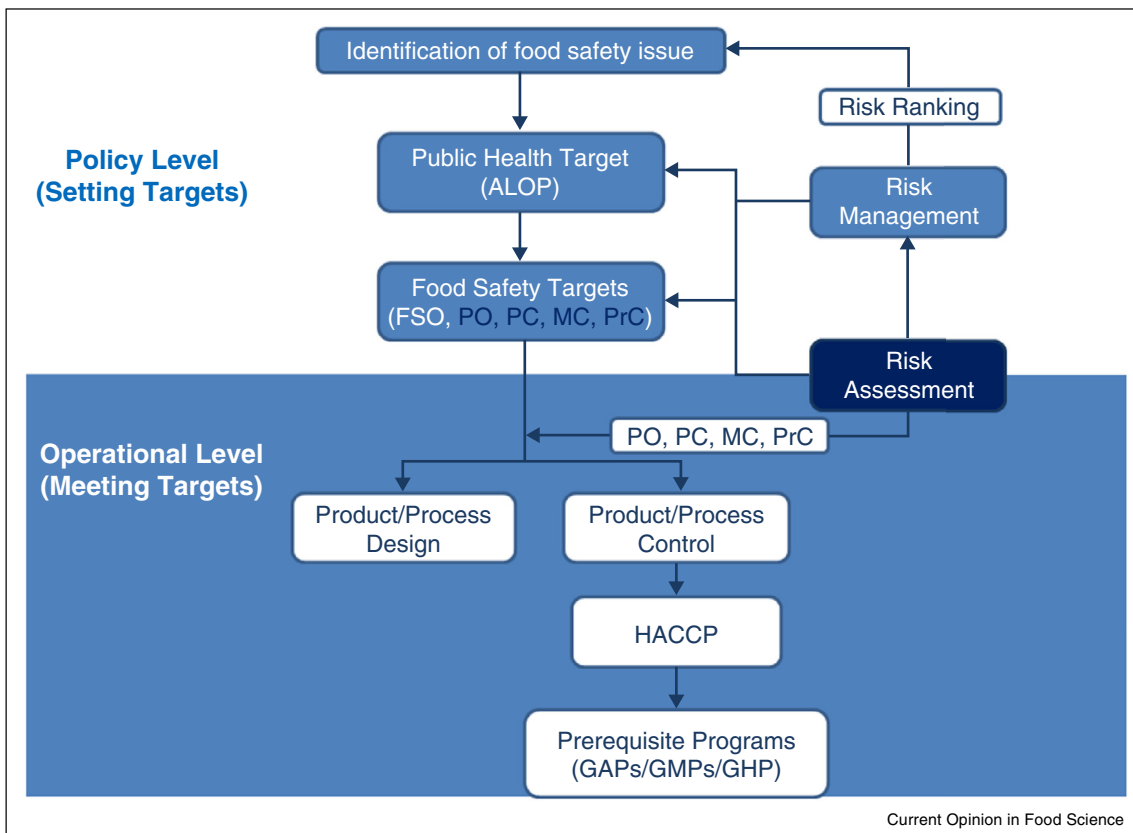 Identification of food safety issue
Risk Ranking
Policy Level
(Setting Targets)
Public Health Target
(ALOP)
Risk
Management
Food Safety Targets
(FSO, PO, PC, MC, PrC)
Risk
Assessment
PO, PC, MC, PrC
Operational Level
(Meeting Targets)
Product/Process
Design
Product/Process
Control
HACCP
Prerequisite Programs
(GAPs/GMPs/GHP)
Current Opinion in Food Science